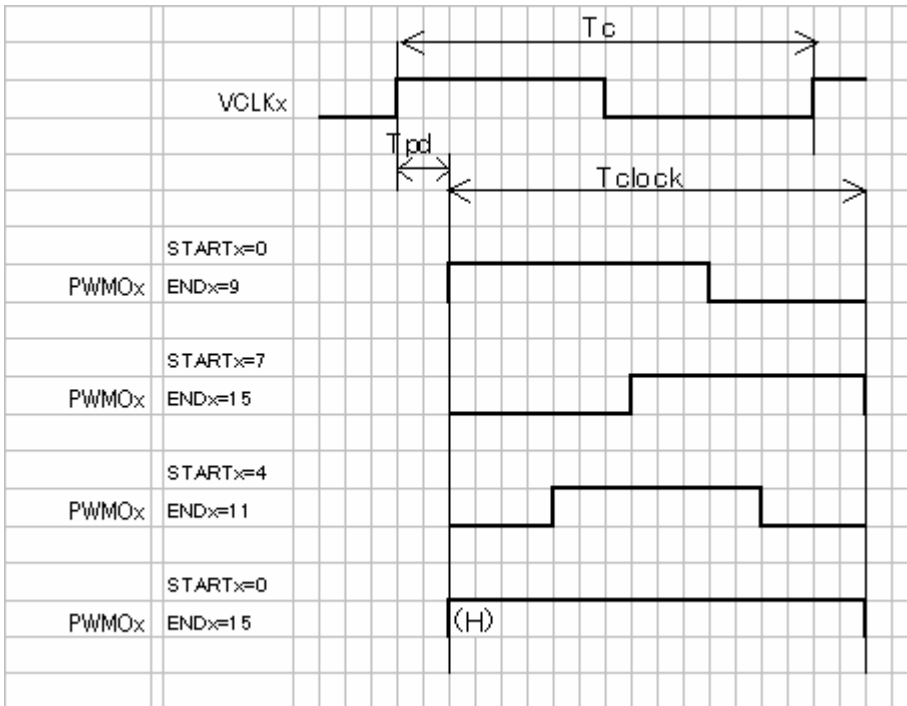 Tc
VCLKx
Tpd
Tclock
STARTx=0
PWMOx ENDx=9
STARTx=7
PWMOx ENDx=15
STARTx=4
PWMOx ENDx=11
STARTx=0
PWMOx ENDx=15 (H)